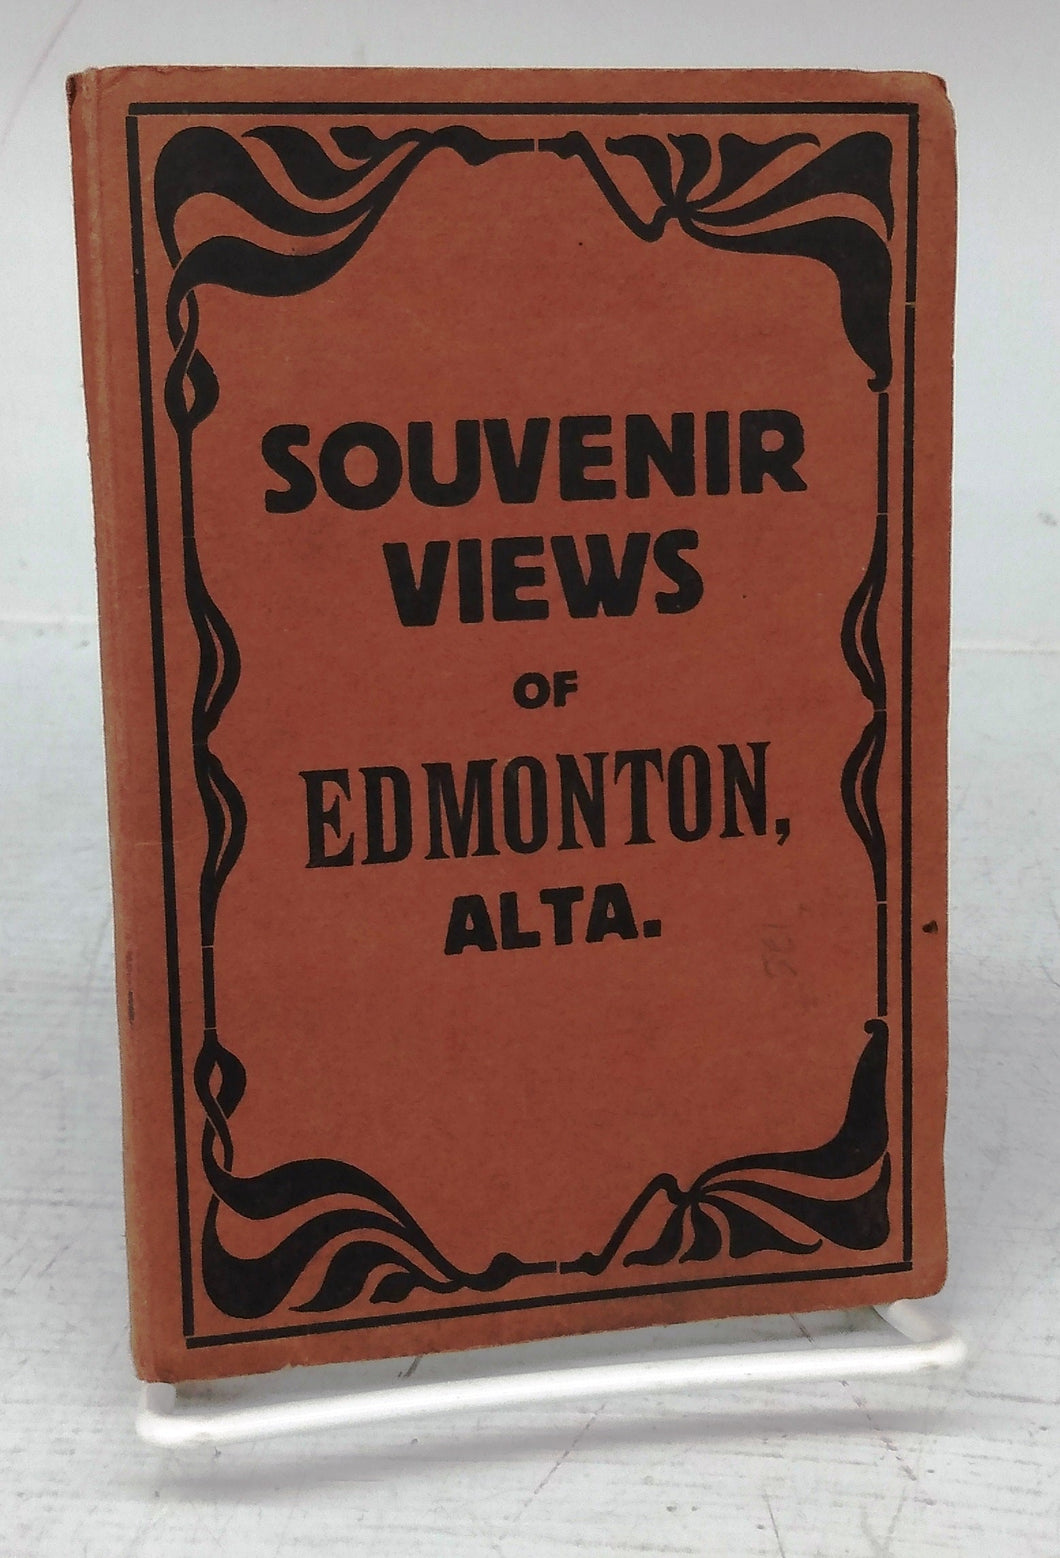 SOUVENIR
VIEWS
OF
EDMONTON,
ALTA.